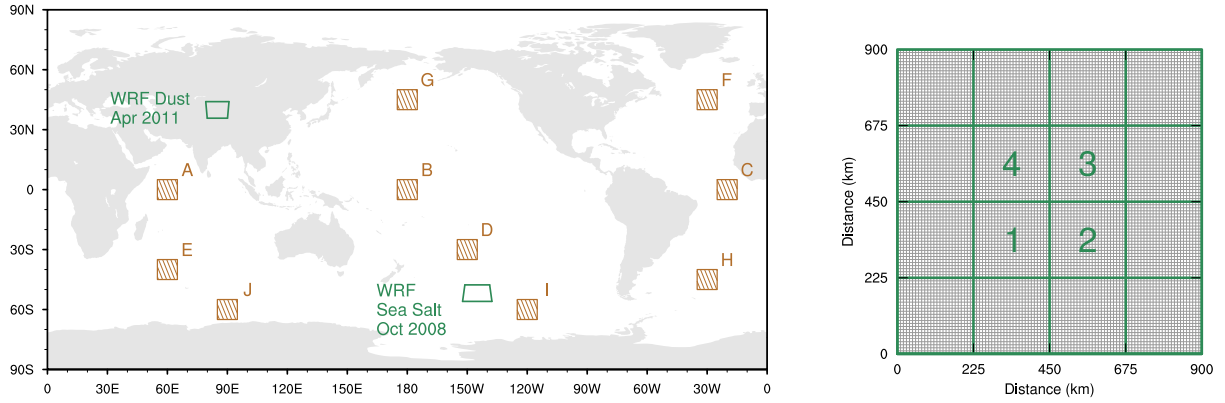 90N
60N
30N
0
30S
60S
90S
0
30E
60E
90E
120E
150E
180
150W
120W
90W
60W
30W
0
G
F
WRF Dust
Apr 2011
A
B
C
D
E
H
J
WRF
Sea Salt
Oct 2008
I
900
675
450
225
0
Distance (km)
4
3
1
2
0
225
450
675
900
Distance (km)